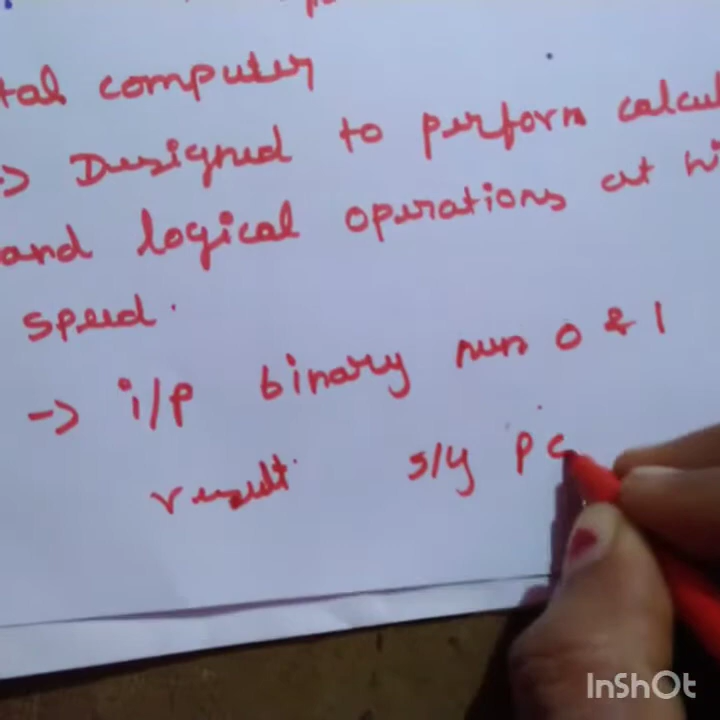 tal computer
-> Designed to perform calcul
and logical operations at hi
speed.
-> i/p binary num 0 & 1
result s/y pc
InShOt